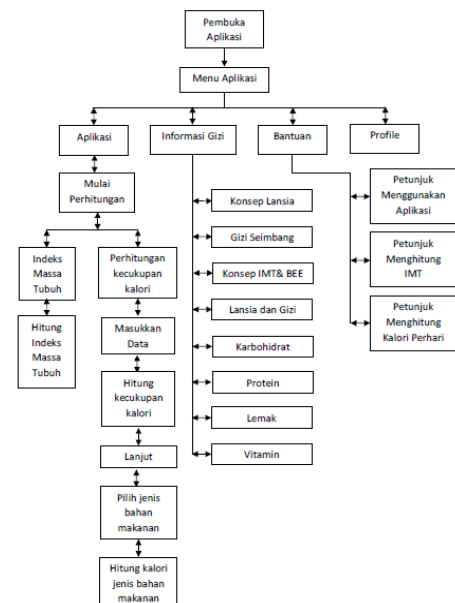 Pembuka
Aplikasi
Menu Aplikasi
Aplikasi
Informasi Gizi
Bantuan
Profile
Mulai
Perhitungan
Indeks
Massa
Tubuh
Hitung
Indeks
Massa
Tubuh
Perhitungan
kecukupan
kalori
Masukkan
Data
Hitung
kecukupan
kalori
Lanjut
Pilih jenis
bahan
makanan
Hitung kalori
jenis bahan
makanan
Konsep Lansia
Gizi Seimbang
Konsep IMT& BEE
Lansia dan Gizi
Karbohidrat
Protein
Lemak
Vitamin
Petunjuk
Menggunakan
Aplikasi
Petunjuk
Menghitung
IMT
Petunjuk
Menghitung
Kalori Perhari